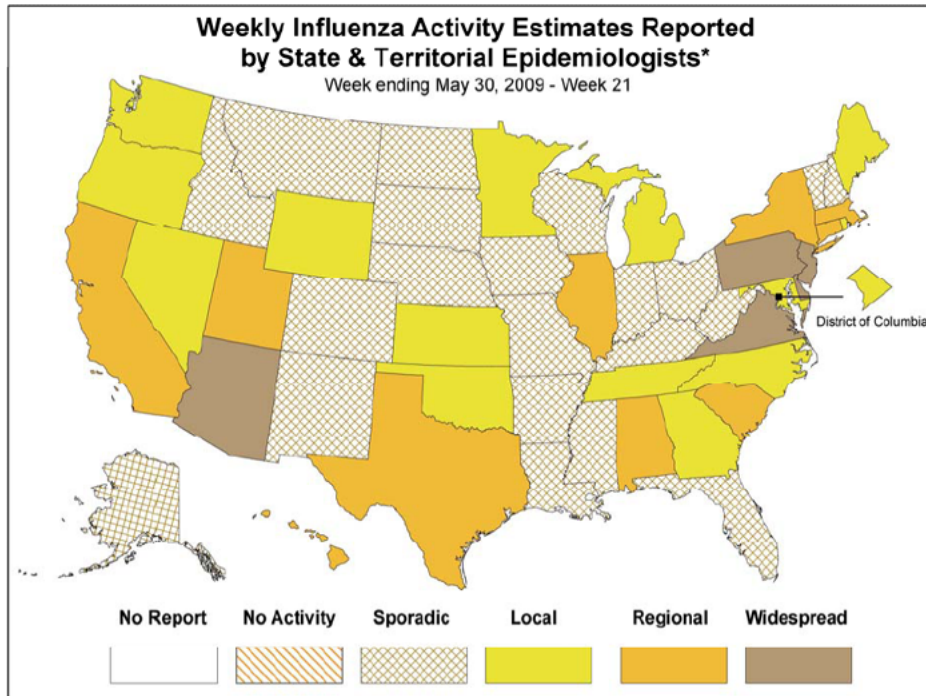 Weekly Influenza Activity Estimates Reported
by State & Territorial Epidemiologists*
Week ending May 30, 2009 - Week 21
District of Columbia
No Report No Activity Sporadic Local Regional Widespread